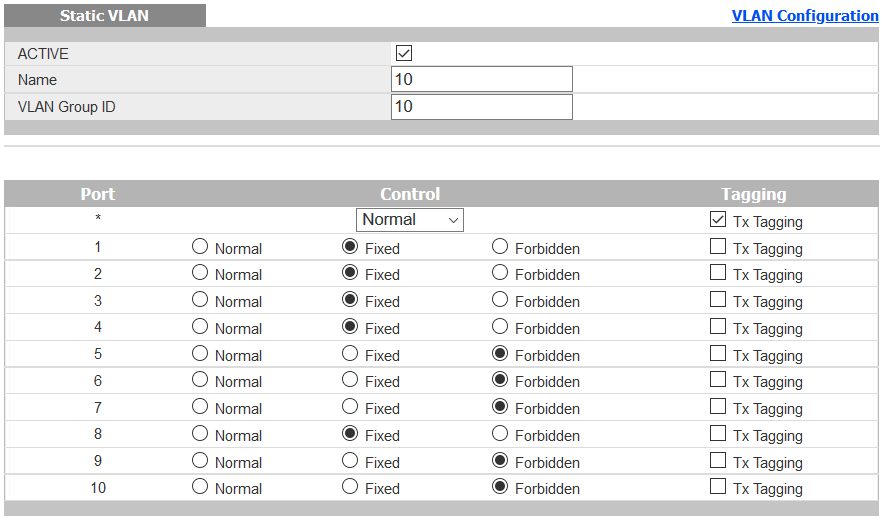 Static VLAN VLAN Configuration
ACTIVE
Name 10
VLAN Group ID 10
Port Control Tagging
* Normal Tx Tagging
1 Normal Fixed Forbidden Tx Tagging
2 Normal Fixed Forbidden Tx Tagging
3 Normal Fixed Forbidden Tx Tagging
4 Normal Fixed Forbidden Tx Tagging
5 Normal Fixed Forbidden Tx Tagging
6 Normal Fixed Forbidden Tx Tagging
7 Normal Fixed Forbidden Tx Tagging
8 Normal Fixed Forbidden Tx Tagging
9 Normal Fixed Forbidden Tx Tagging
10 Normal Fixed Forbidden Tx Tagging